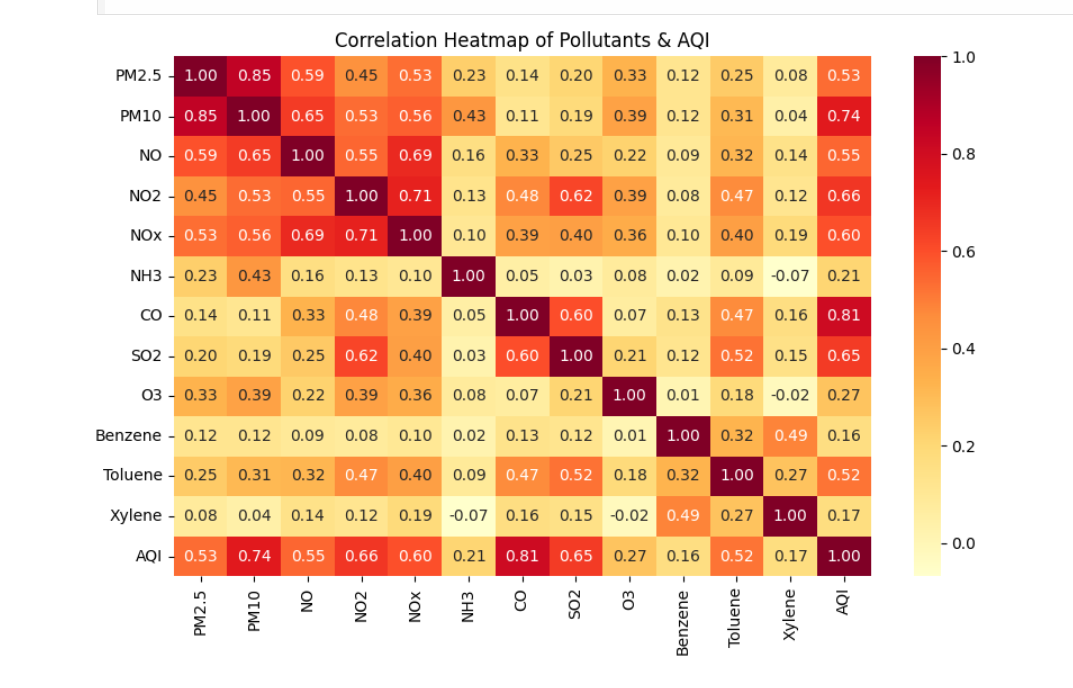 Correlation Heatmap of Pollutants & AQI
PM2.5 1.00 0.85 0.59 0.45 0.53 0.23 0.14 0.20 0.33 0.12 0.25 0.08 0.53
PM10 0.85 1.00 0.65 0.53 0.56 0.43 0.11 0.19 0.39 0.12 0.31 0.04 0.74
NO 0.59 0.65 1.00 0.55 0.69 0.16 0.33 0.25 0.22 0.09 0.32 0.14 0.55
NO2 0.45 0.53 0.55 1.00 0.71 0.13 0.48 0.62 0.39 0.08 0.47 0.12 0.66
NOx 0.53 0.56 0.69 0.71 1.00 0.10 0.39 0.40 0.36 0.10 0.40 0.19 0.60
NH3 0.23 0.43 0.16 0.13 0.10 1.00 0.05 0.03 0.08 0.02 0.09 -0.07 0.21
CO 0.14 0.11 0.33 0.48 0.39 0.05 1.00 0.60 0.07 0.13 0.47 0.16 0.81
SO2 0.20 0.19 0.25 0.62 0.40 0.03 0.60 1.00 0.21 0.12 0.52 0.15 0.65
O3 0.33 0.39 0.22 0.39 0.36 0.08 0.07 0.21 1.00 0.01 0.18 -0.02 0.27
Benzene 0.12 0.12 0.09 0.08 0.10 0.02 0.13 0.12 0.01 1.00 0.32 0.49 0.16
Toluene 0.25 0.31 0.32 0.47 0.40 0.09 0.47 0.52 0.18 0.32 1.00 0.27 0.52
Xylene 0.08 0.04 0.14 0.12 0.19 -0.07 0.16 0.15 -0.02 0.49 0.27 1.00 0.17
AQI 0.53 0.74 0.55 0.66 0.60 0.21 0.81 0.65 0.27 0.16 0.52 0.17 1.00
PM2.5 PM10 NO NO2 NOx NH3 CO SO2 O3 Benzene Toluene Xylene AQI
1.0
0.8
0.6
0.4
0.2
0.0